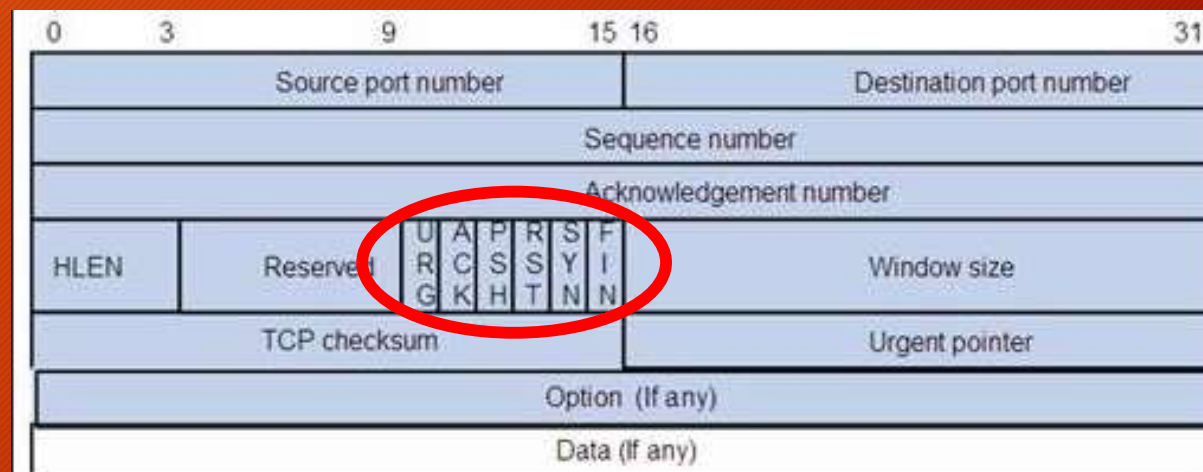 0 3 9 15 16 31
Source port number Destination port number
Sequence number
Acknowledgement number
HLEN Reserved URG ACK PSH RST SYN FIN Window size
TCP checksum Urgent pointer
Option (If any)
Data (If any)